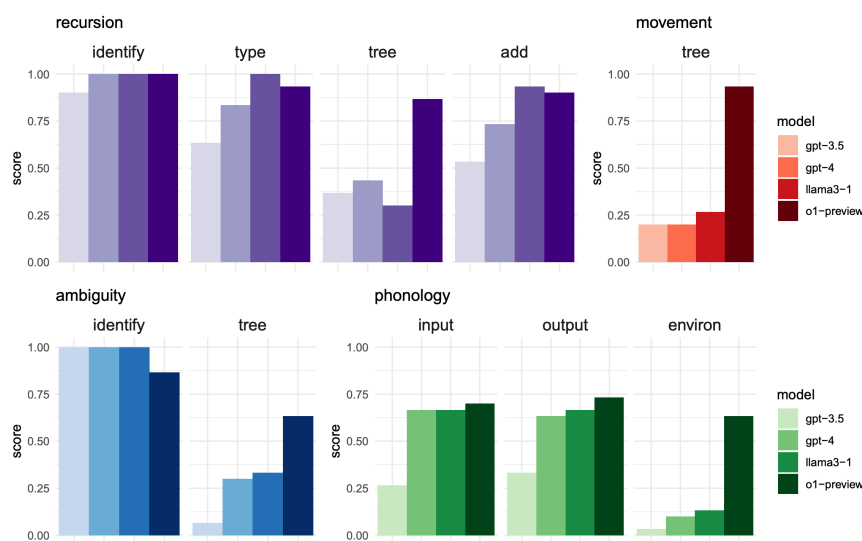 recursion
movement
identify
type
tree
add
tree
1.00
0.75
0.50
0.25
0.00
score
1.00
0.75
0.50
0.25
0.00
score
model
gpt−3.5
gpt−4
llama3−1
o1−preview
ambiguity
phonology
identify
tree
input
output
environ
1.00
0.75
0.50
0.25
0.00
score
1.00
0.75
0.50
0.25
0.00
score
model
gpt−3.5
gpt−4
llama3−1
o1−preview